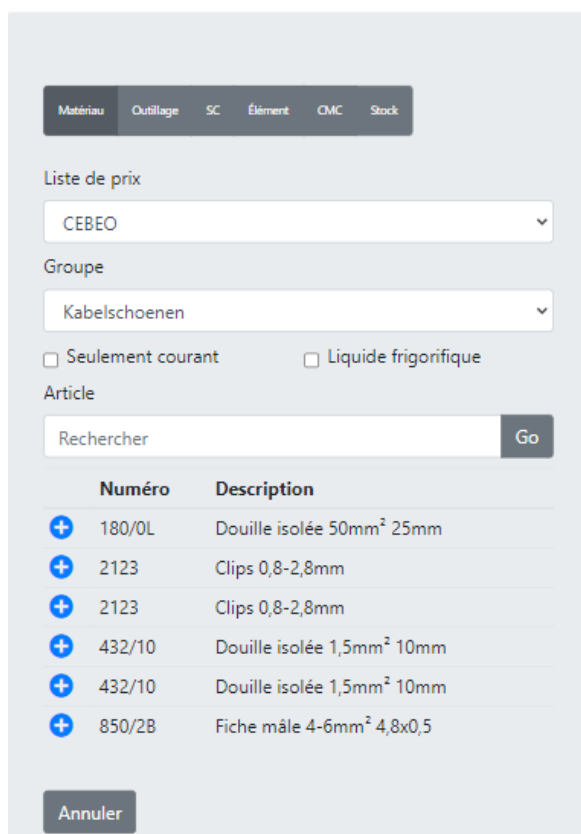 Matériau Outillage SC Élément CMC Stock
Liste de prix
CEBEO
Groupe
Kabelschoenen
Seulement courant Liquide frigorifique
Article
Rechercher Go
Numéro Description
180/0L Douille isolée 50mm² 25mm
2123 Clips 0,8-2,8mm
2123 Clips 0,8-2,8mm
432/10 Douille isolée 1,5mm² 10mm
432/10 Douille isolée 1,5mm² 10mm
850/2B Fiche mâle 4-6mm² 4,8x0,5
Annuler